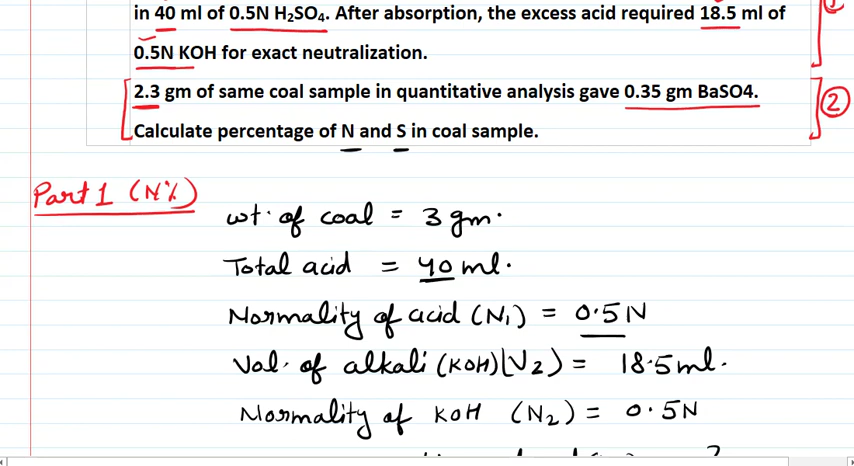 in 40 ml of 0.5N H₂SO₄. After absorption, the excess acid required 18.5 ml of
0.5N KOH for exact neutralization.
2.3 gm of same coal sample in quantitative analysis gave 0.35 gm BaSO4.
Calculate percentage of N and S in coal sample.
2
Part 1 (N%)
wt. of coal = 3 gm.
Total acid = 40 ml.
Normality of acid (N₁) = 0.5 N
Vol. of alkali (KOH) (V₂) = 18.5 ml.
Normality of KOH (N₂) = 0.5N